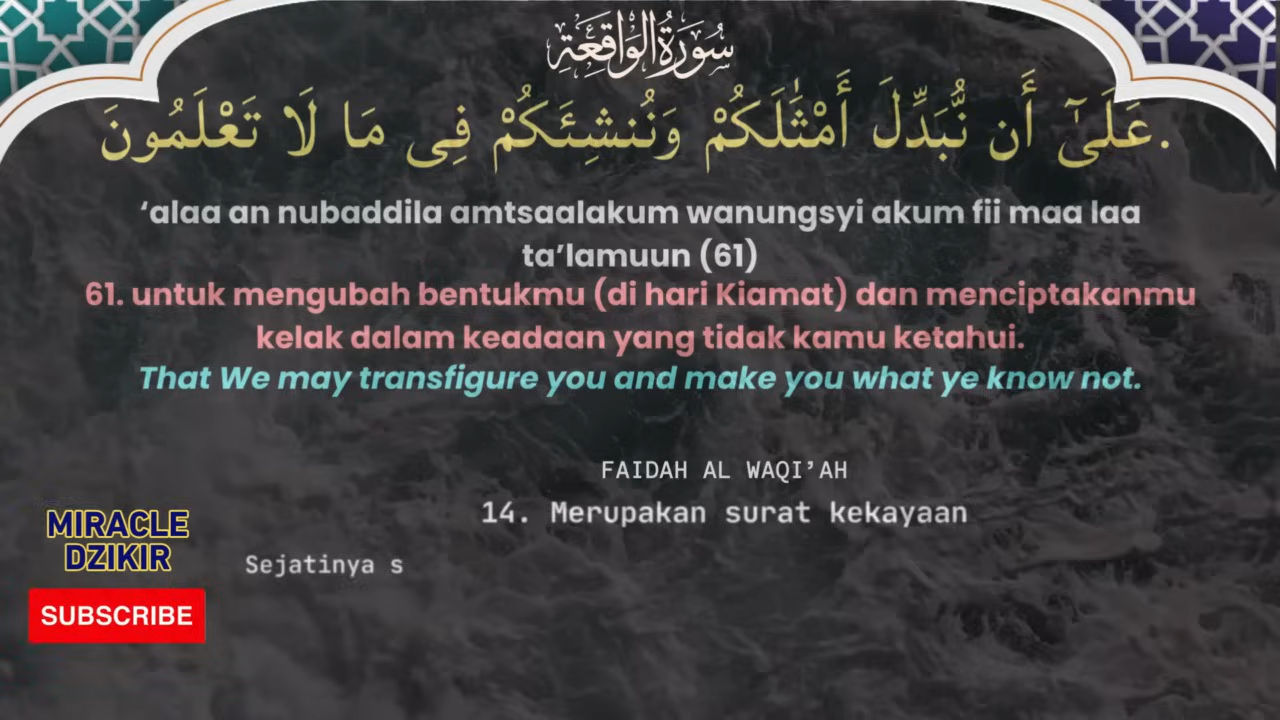 سُورَةُ الْوَاقِعَةِ
عَلَىٰٓ أَن نُّبَدِّلَ أَمْثَٰلَكُمْ وَنُنشِئَكُمْ فِى مَا لَا تَعْلَمُونَ.
‘alaa an nubaddila amtsaalakum wanungsyi akum fii maa laa
ta’lamuun (61)
61. untuk mengubah bentukmu (di hari Kiamat) dan menciptakanmu
kelak dalam keadaan yang tidak kamu ketahui.
That We may transfigure you and make you what ye know not.
FAIDAH AL WAQI’AH
14. Merupakan surat kekayaan
Sejatinya s
MIRACLE
DZIKIR
SUBSCRIBE